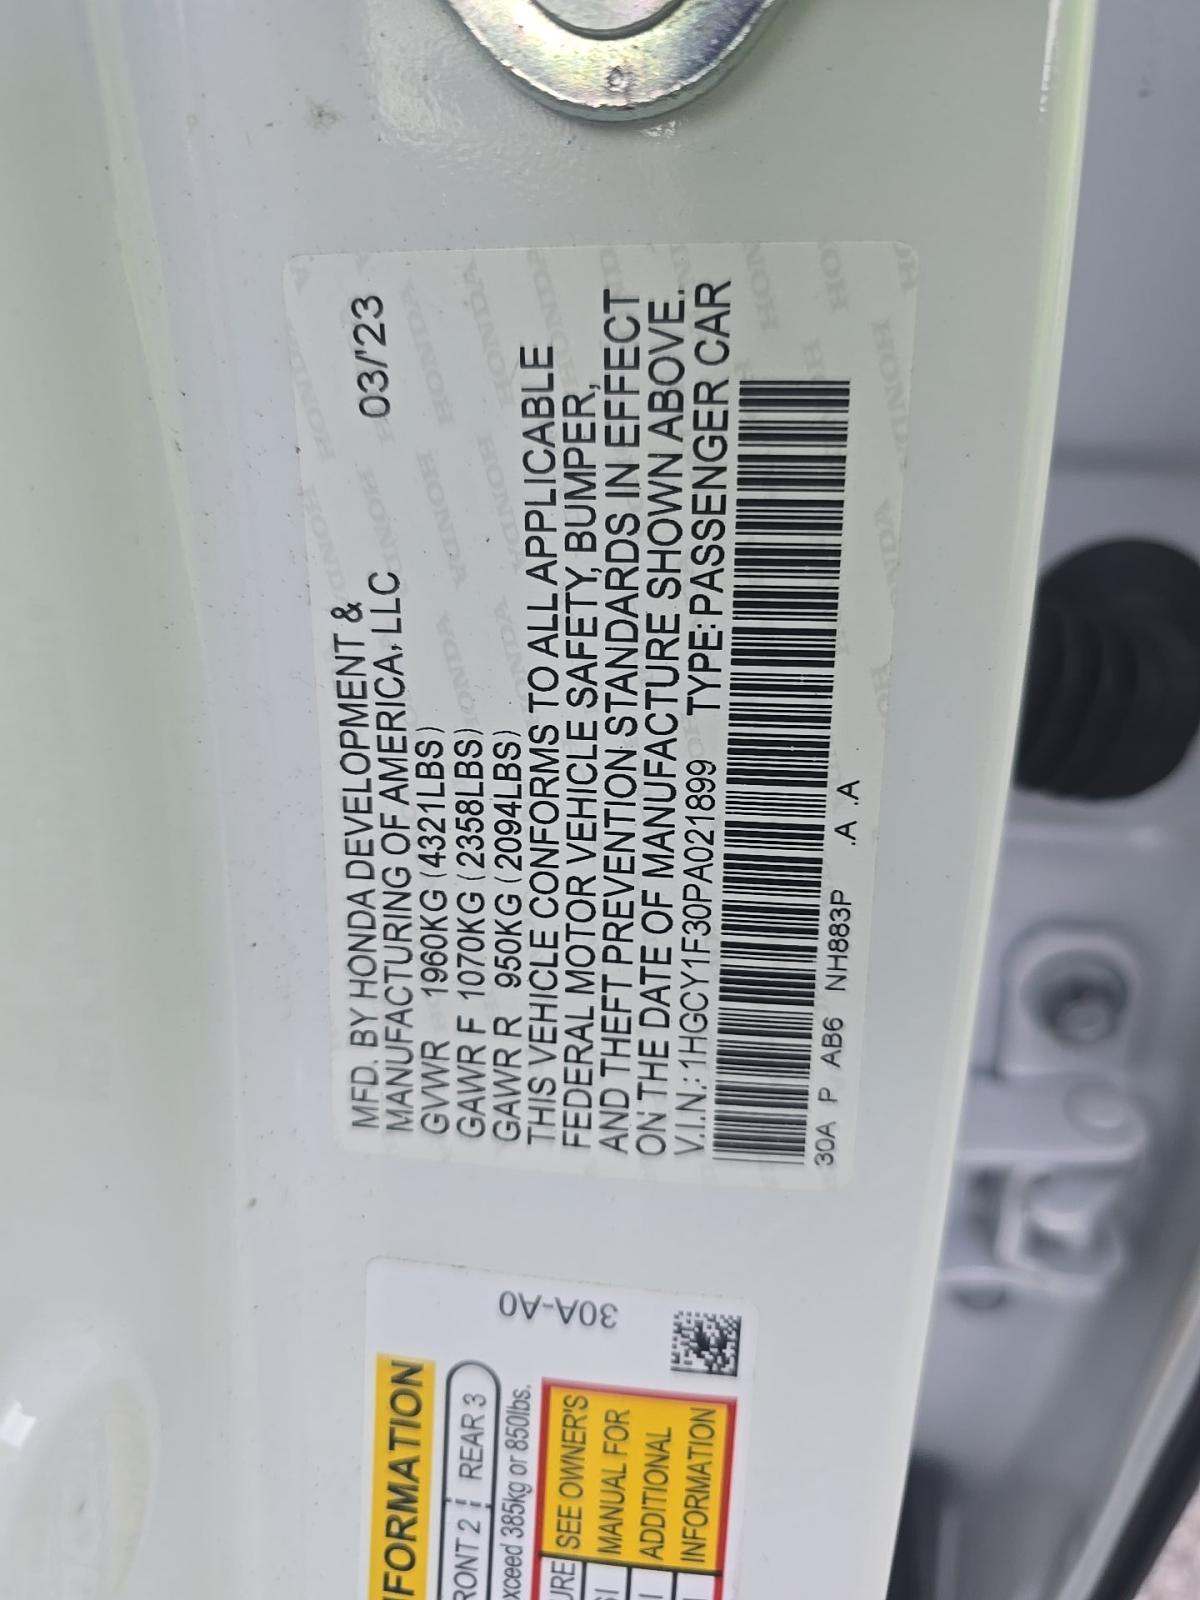 MFD. BY HONDA DEVELOPMENT &
MANUFACTURING OF AMERICA, LLC 03/'23
GVWR 1960KG (4321LBS)
GAWR F 1070KG (2358LBS)
GAWR R 950KG (2094LBS)
THIS VEHICLE CONFORMS TO ALL APPLICABLE
FEDERAL MOTOR VEHICLE SAFETY, BUMPER,
AND THEFT PREVENTION STANDARDS IN EFFECT
ON THE DATE OF MANUFACTURE SHOWN ABOVE.
V.I.N.: 1HGCY1F30PA021899 TYPE: PASSENGER CAR
30A P AB6 NH883P .A .A
30A-A0
FORMATION
RONT 2 REAR 3
xceed 385kg or 850lbs.
URE SEE OWNER'S
MANUAL FOR
ADDITIONAL
INFORMATION